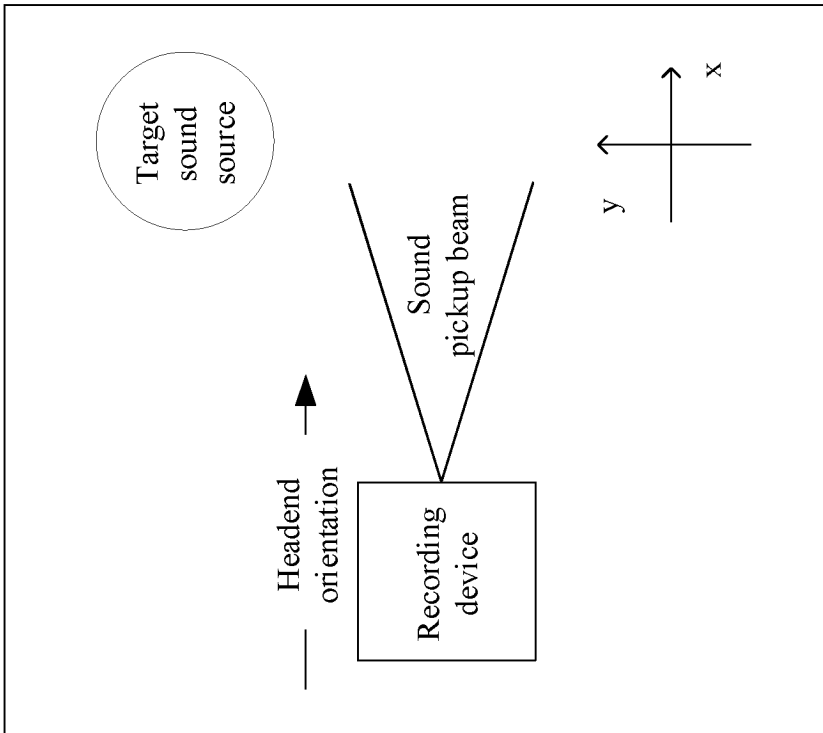 Target
sound
source
x
y
Sound
pickup beam
Headend
orientation
Recording
device